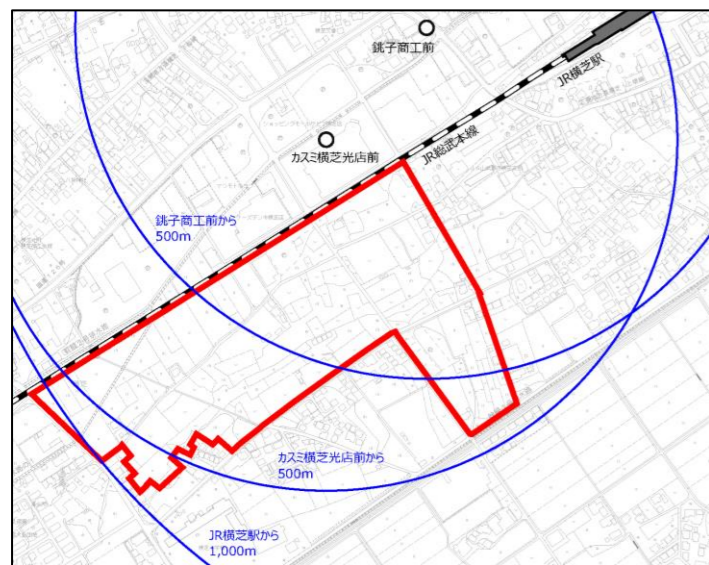 銚子商工前
JR横芝駅
カスミ横芝光店前
JR総武本線
銚子商工前から
500m
カスミ横芝光店前から
500m
JR横芝駅から
1,000m